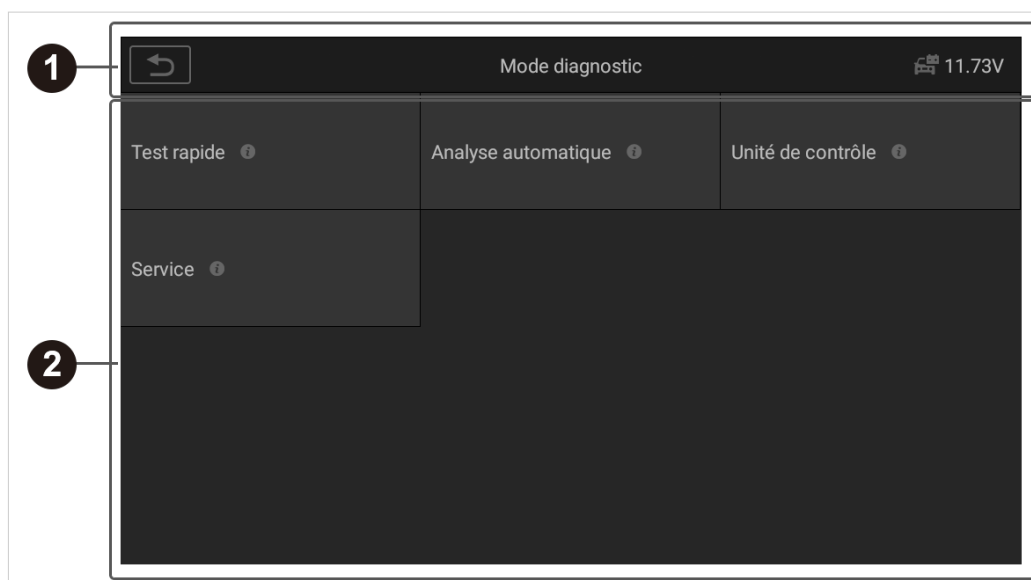 1
Mode diagnostic 11.73V
Test rapide Analyse automatique Unité de contrôle
Service
2